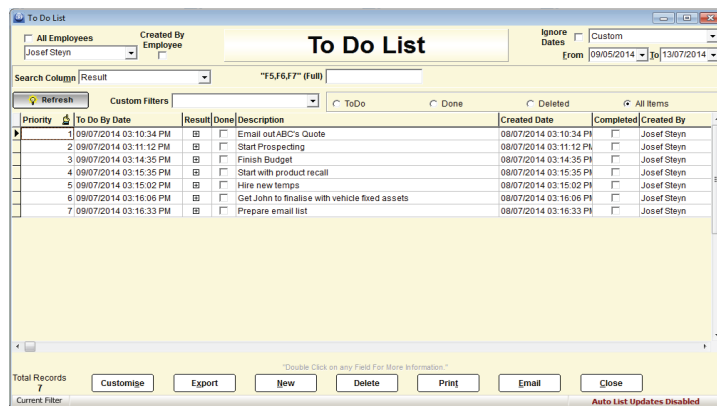 To Do List
All Employees
Created By Employee
To Do List
Ignore Dates
Custom
Josef Steyn
From 09/05/2014 To 13/07/2014
Search Column Result "F5,F6,F7" (Full)
Refresh Custom Filters ToDo Done Deleted All Items
Priority To Do By Date Result Done Description Created Date Completed Created By
1 09/07/2014 03:10:34 PM Email out ABC's Quote 08/07/2014 03:10:34 PM Josef Steyn
2 09/07/2014 03:11:12 PM Start Prospecting 08/07/2014 03:11:12 PM Josef Steyn
3 09/07/2014 03:14:35 PM Finish Budget 08/07/2014 03:14:35 PM Josef Steyn
4 09/07/2014 03:15:35 PM Start with product recall 08/07/2014 03:15:35 PM Josef Steyn
5 09/07/2014 03:15:02 PM Hire new temps 08/07/2014 03:15:02 PM Josef Steyn
6 09/07/2014 03:16:06 PM Get John to finalise with vehicle fixed assets 08/07/2014 03:16:06 PM Josef Steyn
7 09/07/2014 03:16:33 PM Prepare email list 08/07/2014 03:16:33 PM Josef Steyn
"Double Click on any Field For More Information."
Total Records
7
Customise Export New Delete Print Email Close
Current Filter Auto List Updates Disabled